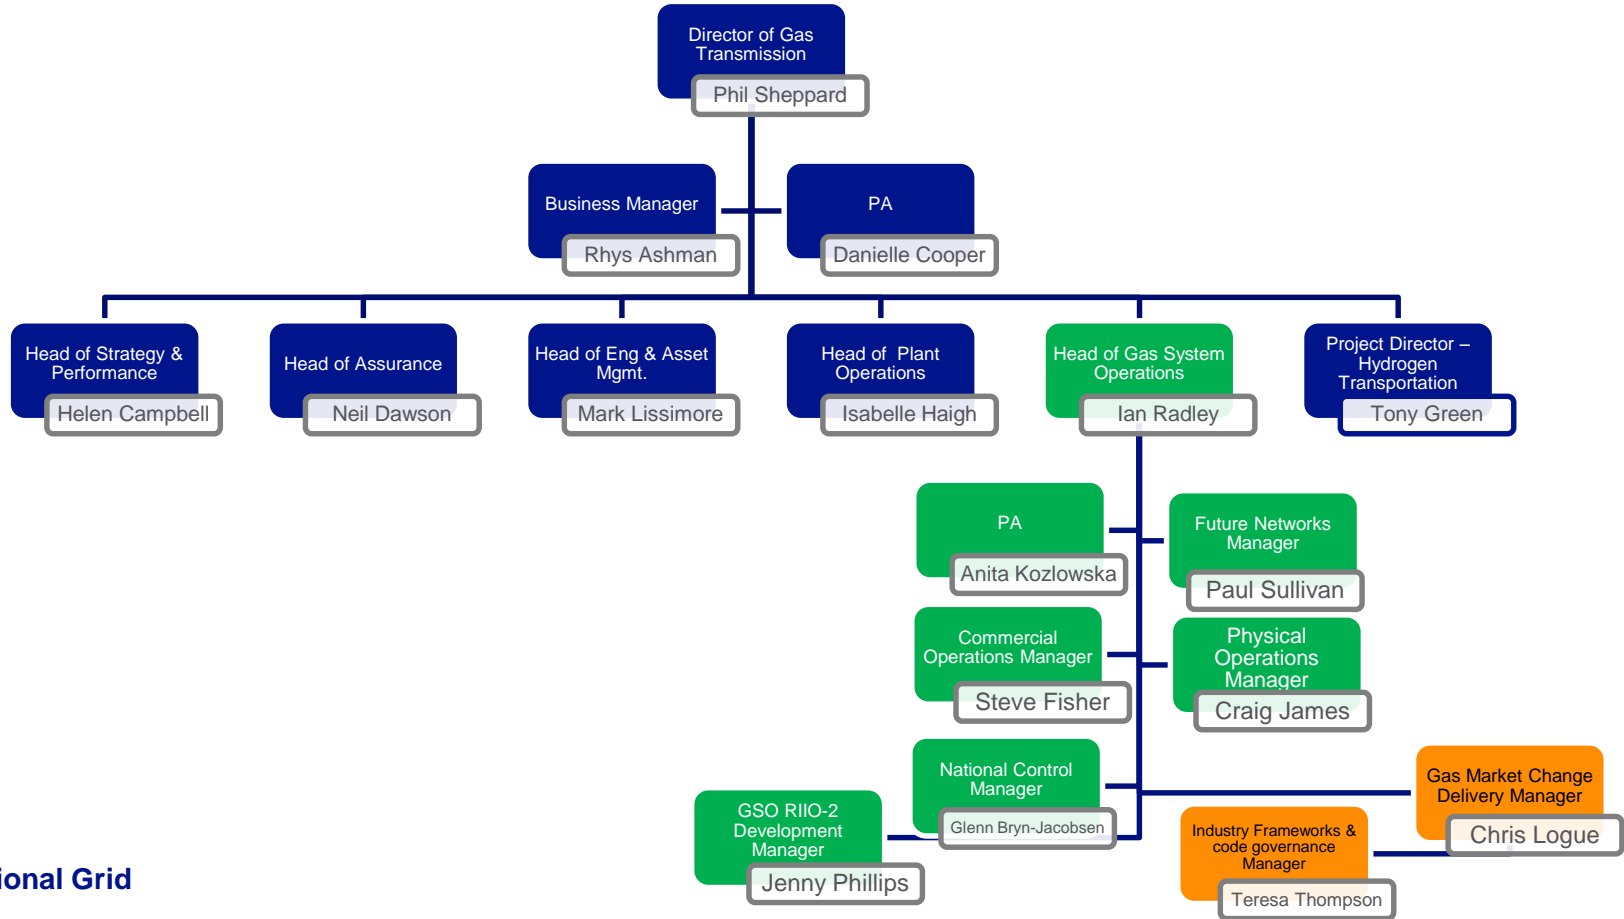 Director of Gas
Transmission
Phil Sheppard
Business Manager
Rhys Ashman
PA
Danielle Cooper
Head of Strategy &
Performance
Helen Campbell
Head of Assurance
Neil Dawson
Head of Eng & Asset
Mgmt.
Mark Lissimore
Head of Plant
Operations
Isabelle Haigh
Head of Gas System
Operations
Ian Radley
Project Director –
Hydrogen
Transportation
Tony Green
PA
Anita Kozlowska
Future Networks
Manager
Paul Sullivan
Commercial
Operations Manager
Steve Fisher
Physical
Operations
Manager
Craig James
National Control
Manager
Glenn Bryn-Jacobsen
GSO RIIO-2
Development
Manager
Jenny Phillips
Gas Market Change
Delivery Manager
Chris Logue
Industry Frameworks &
code governance
Manager
Teresa Thompson
ional Grid